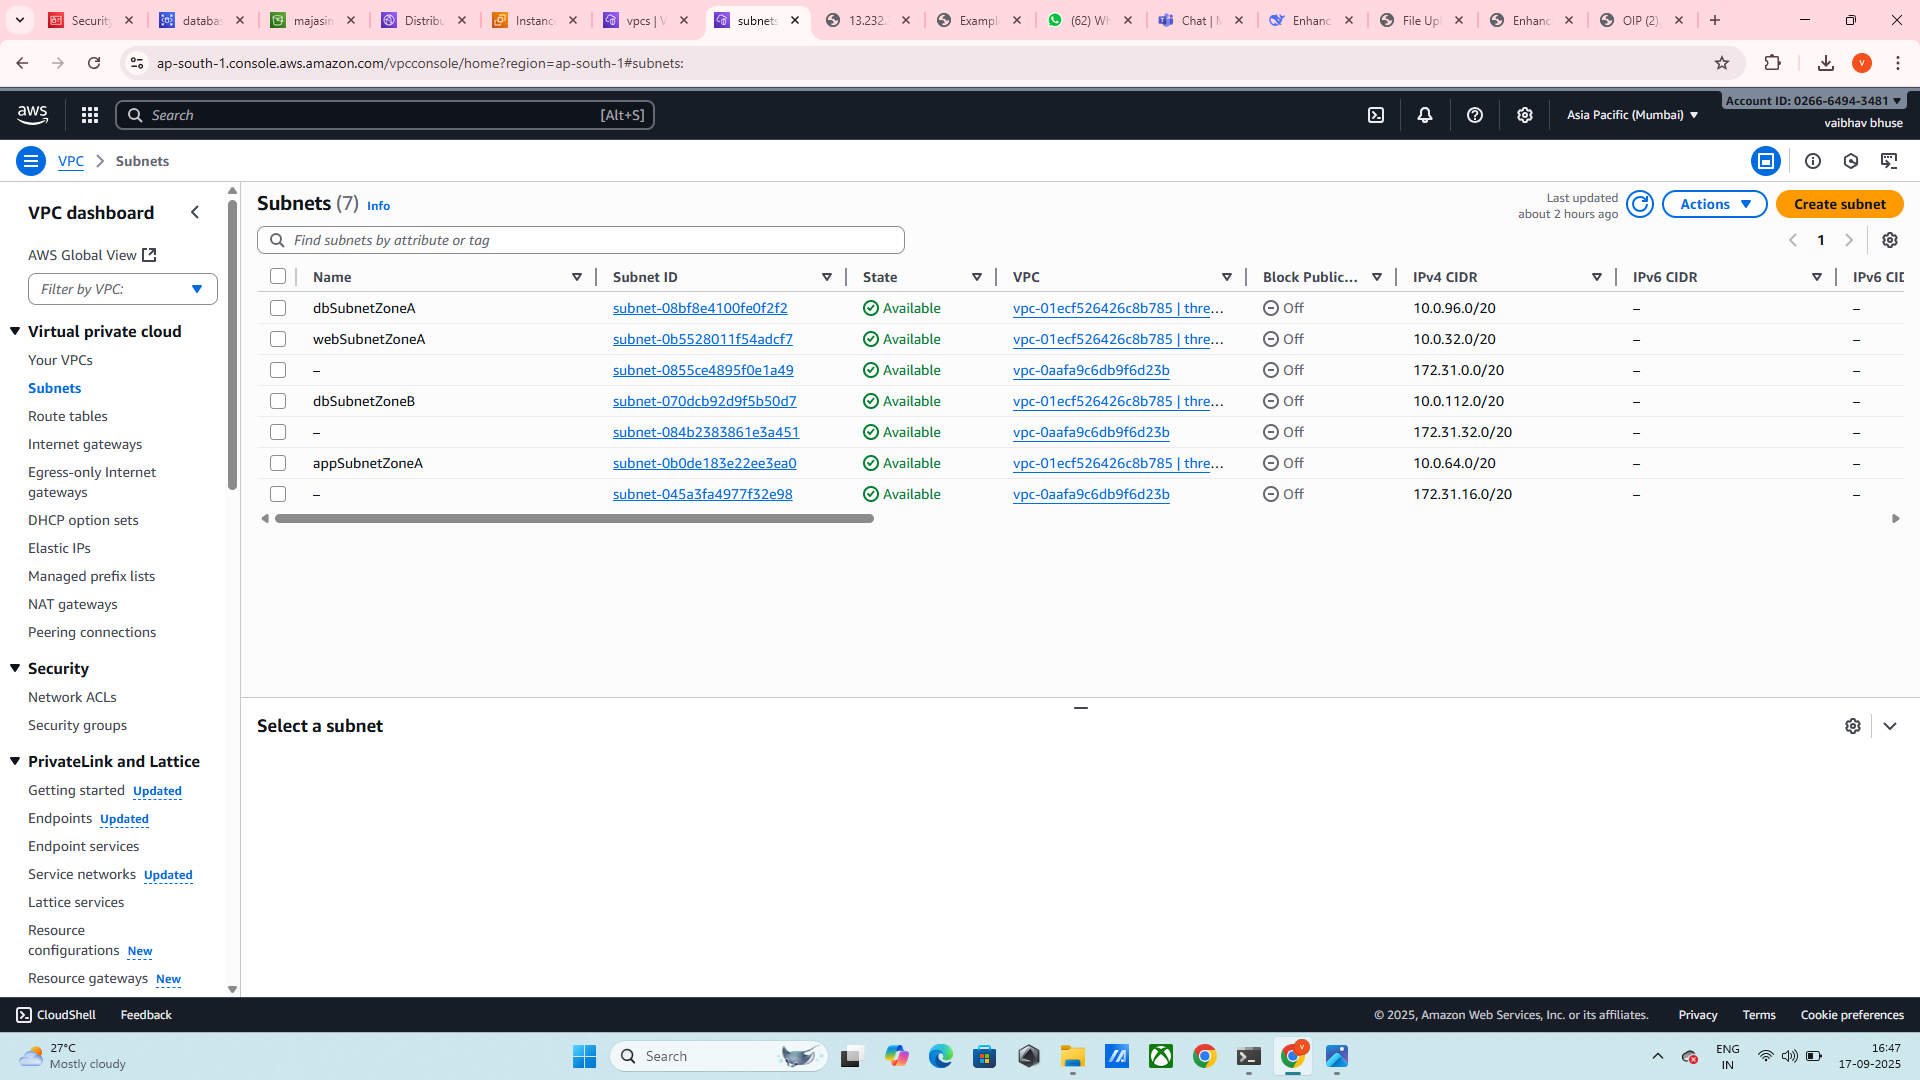 Security
databas
majasin
Distribu
Instanc
vpcs | V
subnets
13.232.
Example
(62) Wh
Chat | M
Enhanc
File Upl
Enhanc
OIP (2)
ap-south-1.console.aws.amazon.com/vpcconsole/home?region=ap-south-1#subnets:
V
aws
Search [Alt+S]
Asia Pacific (Mumbai)
Account ID: 0266-6494-3481
vaibhav bhuse
VPC > Subnets
VPC dashboard
AWS Global View
Filter by VPC:
Virtual private cloud
Your VPCs
Subnets
Route tables
Internet gateways
Egress-only Internet
gateways
DHCP option sets
Elastic IPs
Managed prefix lists
NAT gateways
Peering connections
Security
Network ACLs
Security groups
PrivateLink and Lattice
Getting started Updated
Endpoints Updated
Endpoint services
Service networks Updated
Lattice services
Resource
configurations New
Resource gateways New
Subnets (7) Info
Last updated
about 2 hours ago
Actions
Create subnet
Find subnets by attribute or tag
1
Name Subnet ID State VPC Block Public... IPv4 CIDR IPv6 CIDR IPv6 CID
dbSubnetZoneA subnet-08bf8e4100fe0f2f2 Available vpc-01ecf526426c8b785 | thre... Off 10.0.96.0/20 – –
webSubnetZoneA subnet-0b5528011f54adcf7 Available vpc-01ecf526426c8b785 | thre... Off 10.0.32.0/20 – –
– subnet-0855ce4895f0e1a49 Available vpc-0aafa9c6db9f6d23b Off 172.31.0.0/20 – –
dbSubnetZoneB subnet-070dcb92d9f5b50d7 Available vpc-01ecf526426c8b785 | thre... Off 10.0.112.0/20 – –
– subnet-084b2383861e3a451 Available vpc-0aafa9c6db9f6d23b Off 172.31.32.0/20 – –
appSubnetZoneA subnet-0b0de183e22ee3ea0 Available vpc-01ecf526426c8b785 | thre... Off 10.0.64.0/20 – –
– subnet-045a3fa4977f32e98 Available vpc-0aafa9c6db9f6d23b Off 172.31.16.0/20 – –
Select a subnet
CloudShell Feedback
© 2025, Amazon Web Services, Inc. or its affiliates. Privacy Terms Cookie preferences
27°C
Mostly cloudy
Search
ENG
IN
16:47
17-09-2025